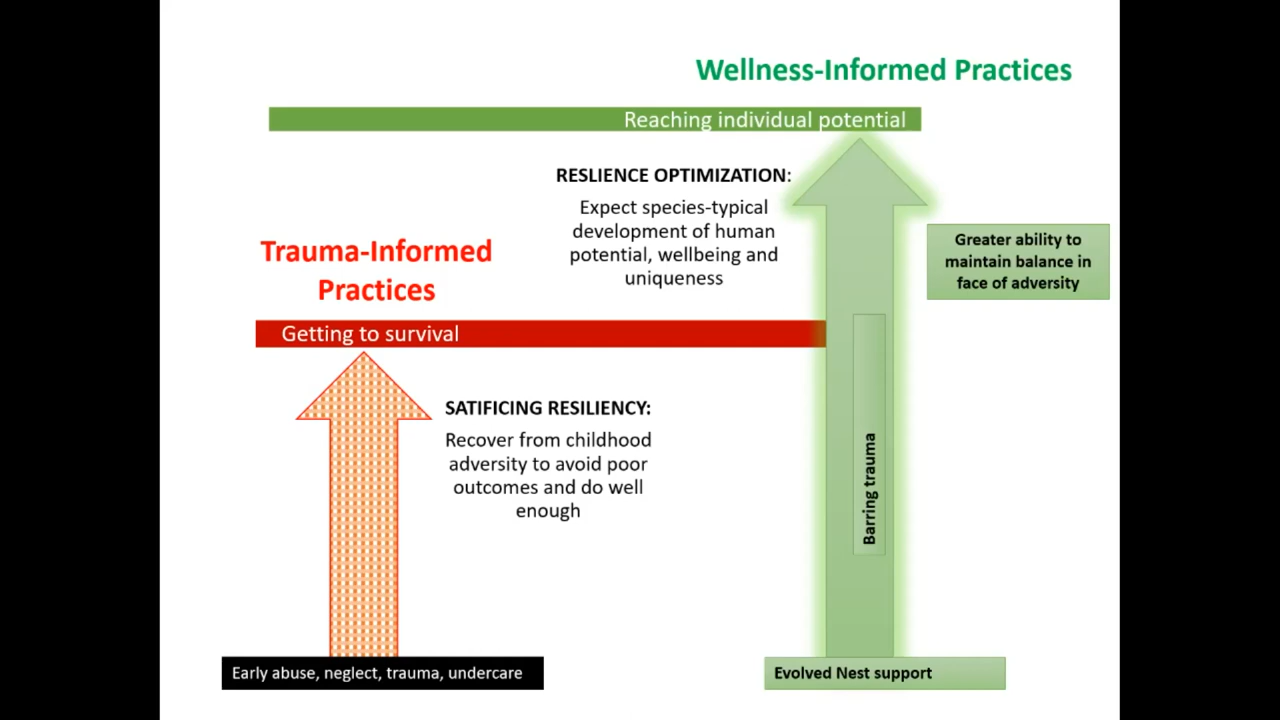 Wellness-Informed Practices
Reaching individual potential
RESLIENCE OPTIMIZATION:
Expect species-typical
development of human
potential, wellbeing and
uniqueness
Greater ability to
maintain balance in
face of adversity
Trauma-Informed
Practices
Getting to survival
SATIFICING RESILIENCY:
Recover from childhood
adversity to avoid poor
outcomes and do well
enough
Barring trauma
Early abuse, neglect, trauma, undercare
Evolved Nest support